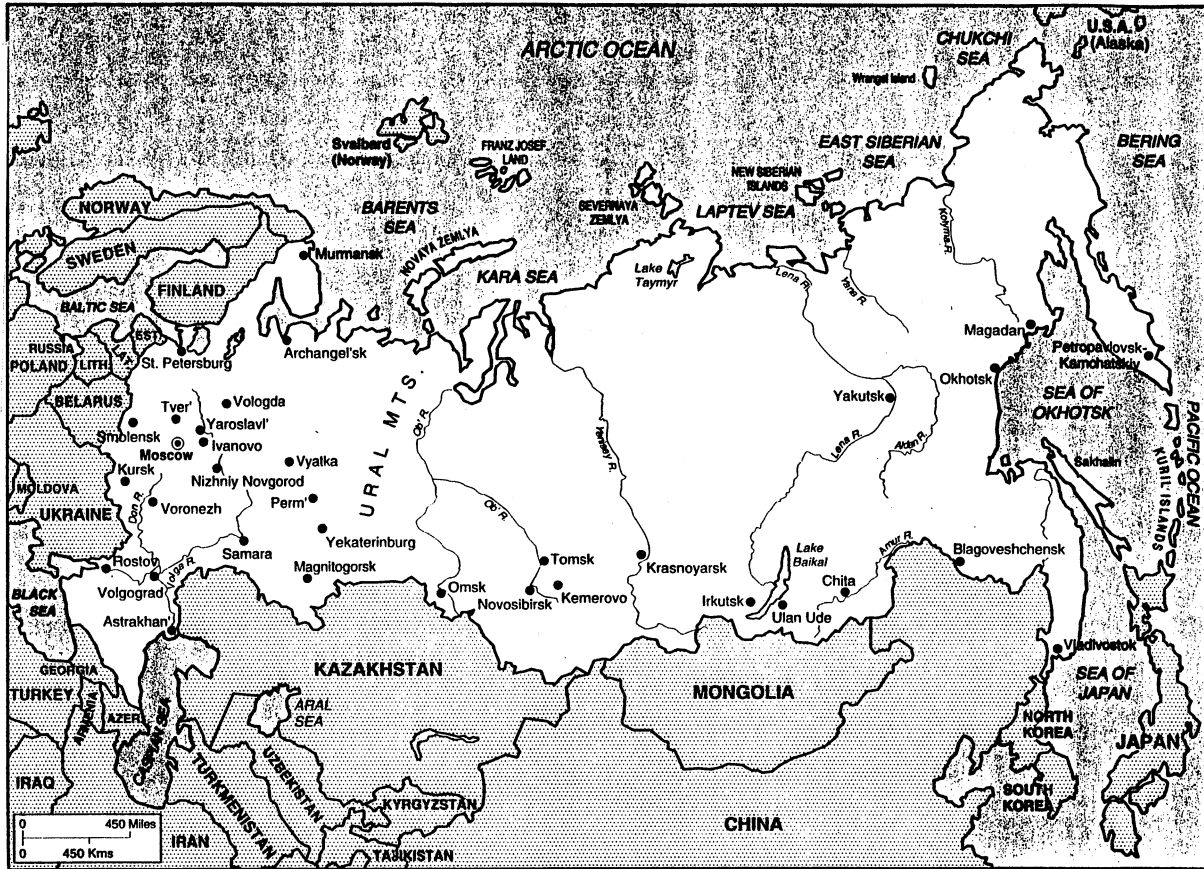 ARCTIC OCEAN
CHUKCHI
SEA
U.S.A.
(Alaska)
Wrangel Island
Svalbard
(Norway)
FRANZ JOSEF
LAND
EAST SIBERIAN
SEA
BERING
SEA
NEW SIBERIAN
ISLANDS
SEVERNAYA
ZEMLYA
LAPTEV SEA
NORWAY
BARENTS
SEA
NOVAYA ZEMLYA
SWEDEN
Murmansk
KARA SEA
Lake
Taymyr
Lena R.
Yana R.
Kolyma R.
FINLAND
BALTIC SEA
EST.
LAT.
LITH.
RUSSIA
POLAND
St. Petersburg
Archangel'sk
Magadan
Petropavlovsk-
Kamchatskiy
Okhotsk
SEA OF
OKHOTSK
PACIFIC OCEAN
BELARUS
Tver'
Vologda
Yaroslavl'
Smolensk
Ivanovo
Moscow
URAL MTS.
Ob' R.
Yenisey R.
Yakutsk
Lena R.
Aldan R.
Kursk
Vyatka
Nizhniy Novgorod
Sakhalin
KURIL ISLANDS
MOLDOVA
UKRAINE
Don R.
Voronezh
Perm'
Ob' R.
Yekaterinburg
Samara
Tomsk
Krasnoyarsk
Lake
Baikal
Amur R.
Blagoveshchensk
Rostov
Volga R.
Volgograd
Magnitogorsk
Omsk
Novosibirsk
Kemerovo
Irkutsk
Chita
Ulan Ude
BLACK
SEA
Astrakhan'
Vladivostok
GEORGIA
KAZAKHSTAN
MONGOLIA
SEA OF
JAPAN
TURKEY
ARMENIA
AZER.
CASPIAN SEA
ARAL
SEA
NORTH
KOREA
JAPAN
IRAQ
TURKMENISTAN
UZBEKISTAN
KYRGYZSTAN
SOUTH
KOREA
0 450 Miles
0 450 Kms
IRAN
TAJIKISTAN
CHINA